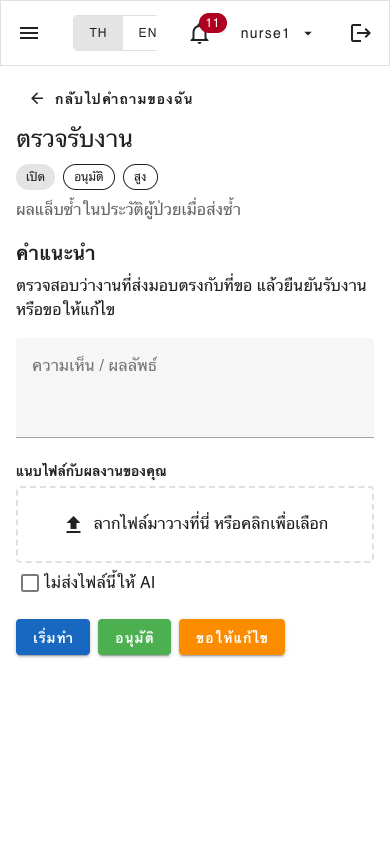 TH EN 11 nurse1
กลับไปคำถามของฉัน
ตรวจรับงาน
เปิด อนุมัติ สูง
ผลแล็บซ้ำในประวัติผู้ป่วยเมื่อส่งซ้ำ
คำแนะนำ
ตรวจสอบว่างานที่ส่งมอบตรงกับที่ขอ แล้วยืนยันรับงาน
หรือขอให้แก้ไข
ความเห็น / ผลลัพธ์
แนบไฟล์กับผลงานของคุณ
ลากไฟล์มาวางที่นี่ หรือคลิกเพื่อเลือก
ไม่ส่งไฟล์นี้ให้ AI
เริ่มทำ อนุมัติ ขอให้แก้ไข